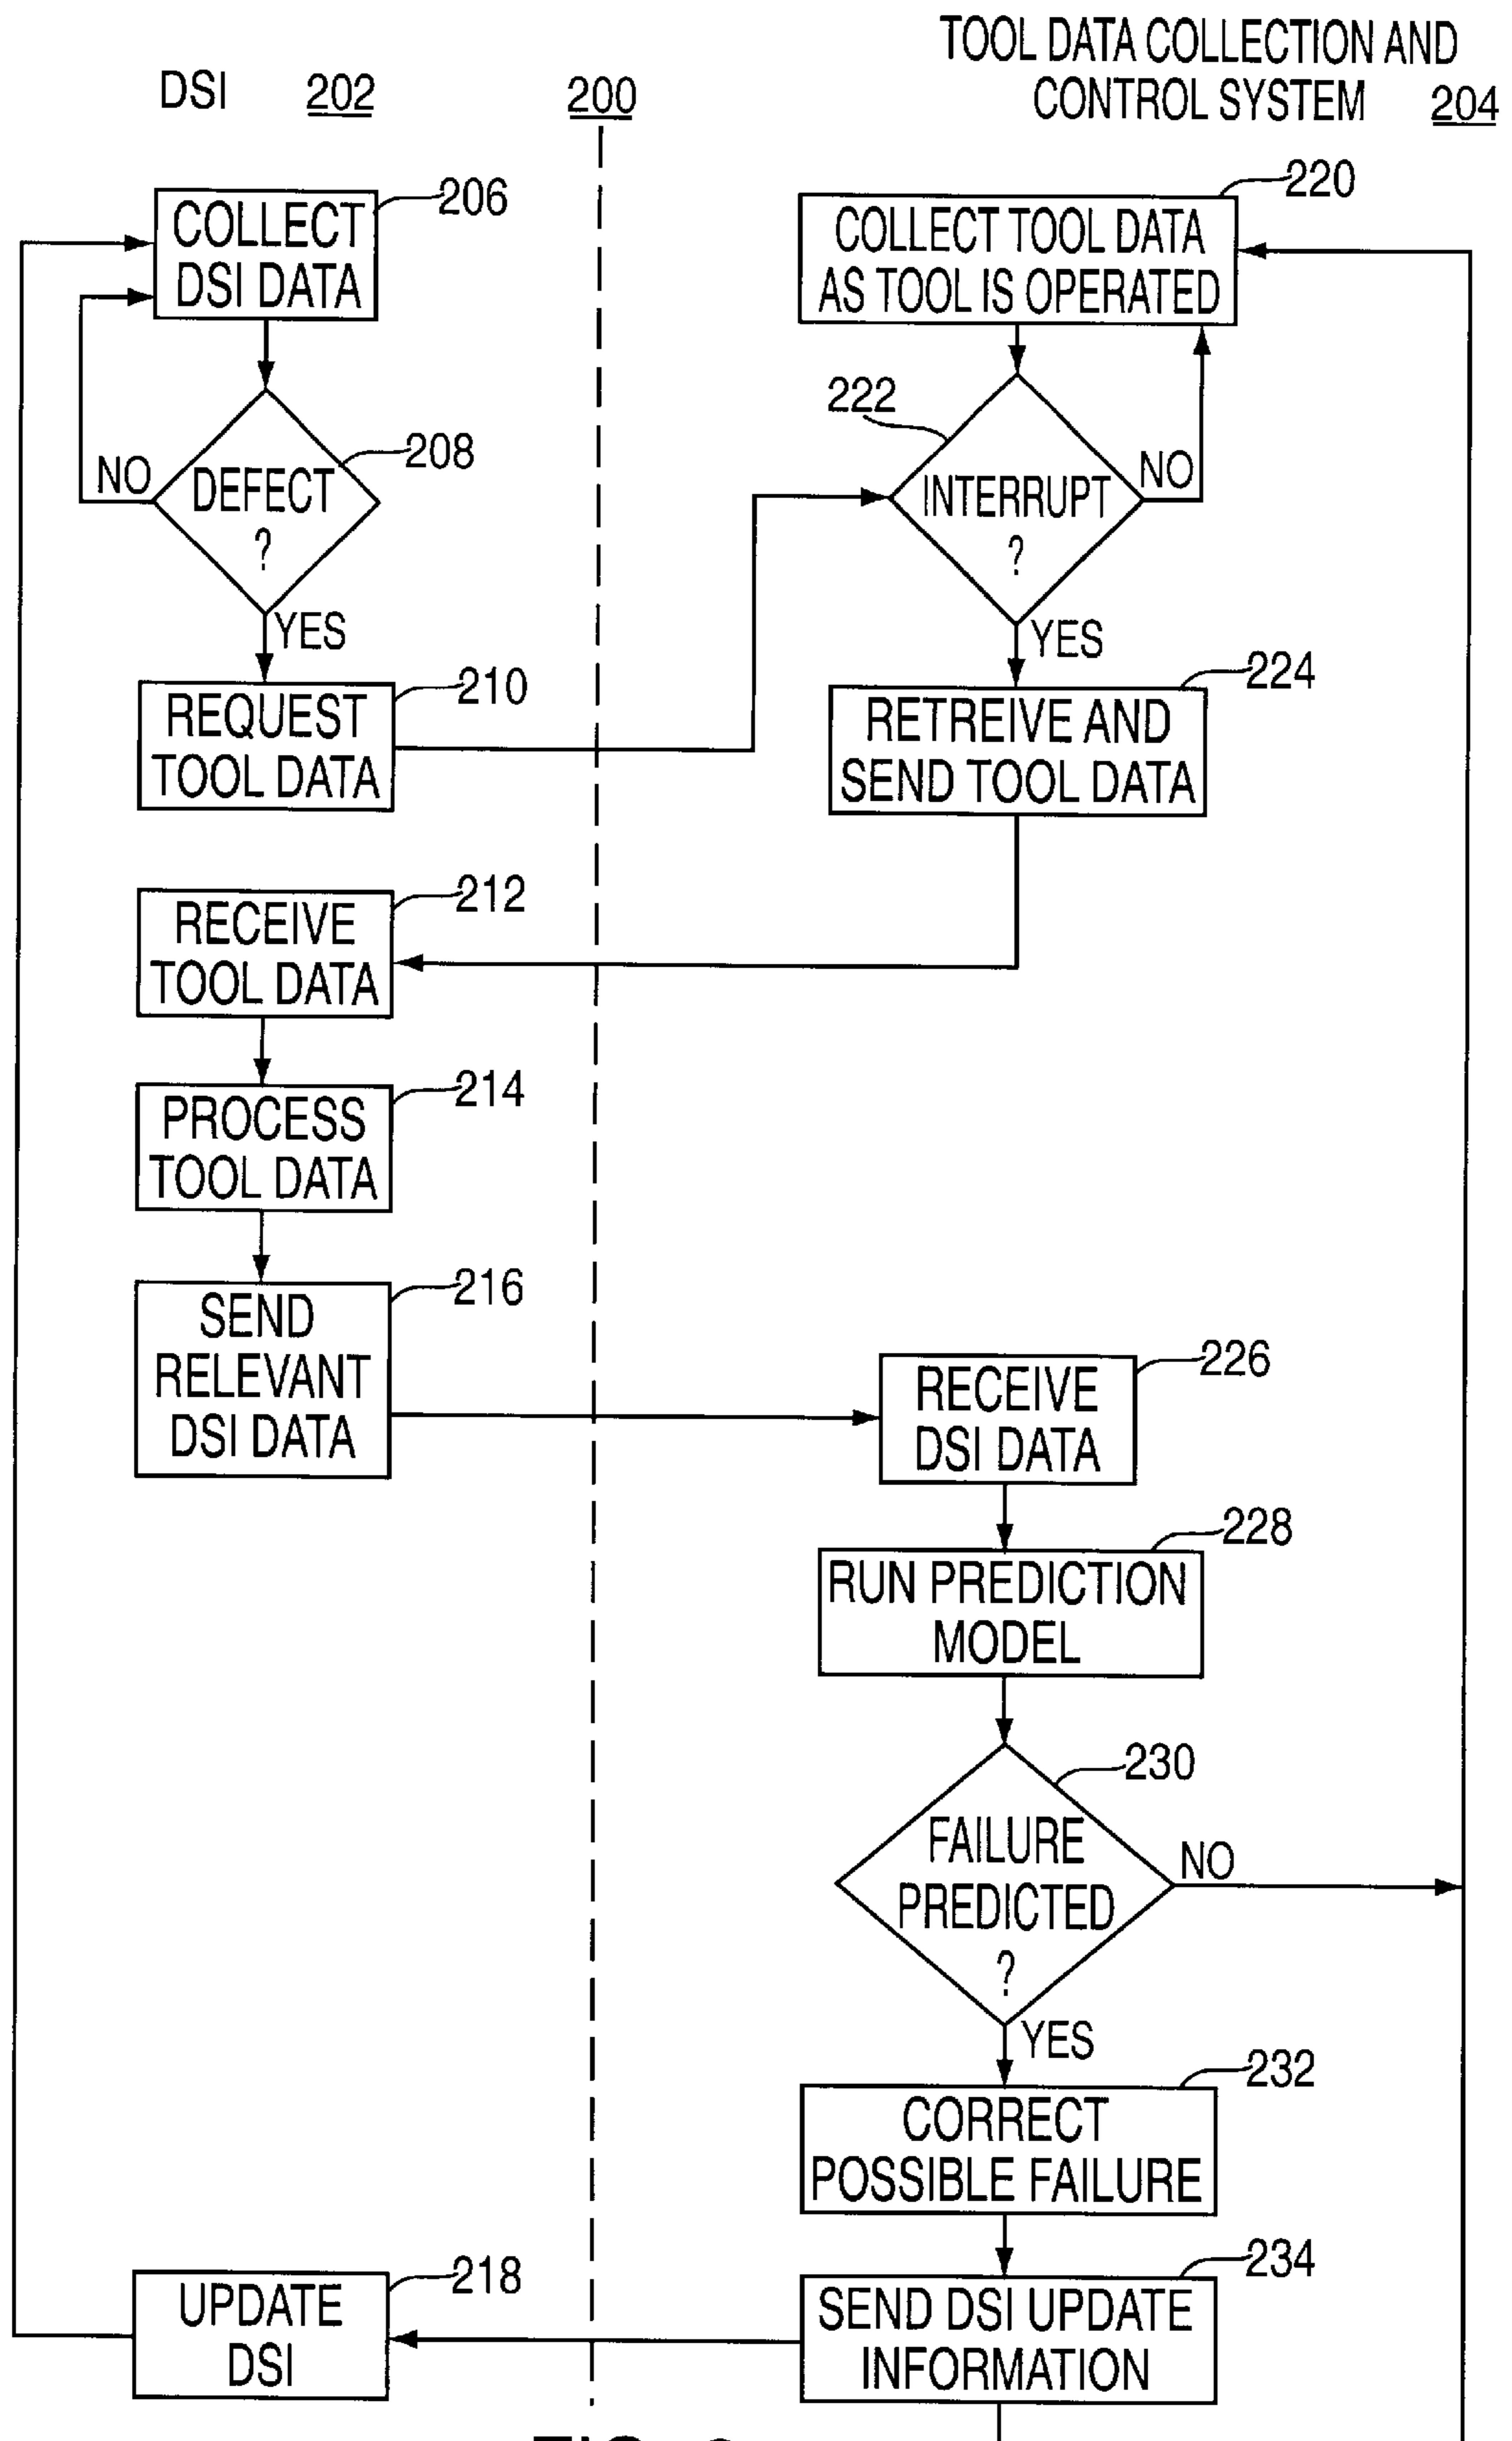 DSI 202
200
TOOL DATA COLLECTION AND
CONTROL SYSTEM 204
COLLECT
DSI DATA
206
DEFECT
?
208
NO
YES
REQUEST
TOOL DATA
210
RECEIVE
TOOL DATA
212
PROCESS
TOOL DATA
214
SEND
RELEVANT
DSI DATA
216
UPDATE
DSI
218
COLLECT TOOL DATA
AS TOOL IS OPERATED
220
INTERRUPT
?
222
NO
YES
RETREIVE AND
SEND TOOL DATA
224
RECEIVE
DSI DATA
226
RUN PREDICTION
MODEL
228
FAILURE
PREDICTED
?
230
NO
YES
CORRECT
POSSIBLE FAILURE
232
SEND DSI UPDATE
INFORMATION
234